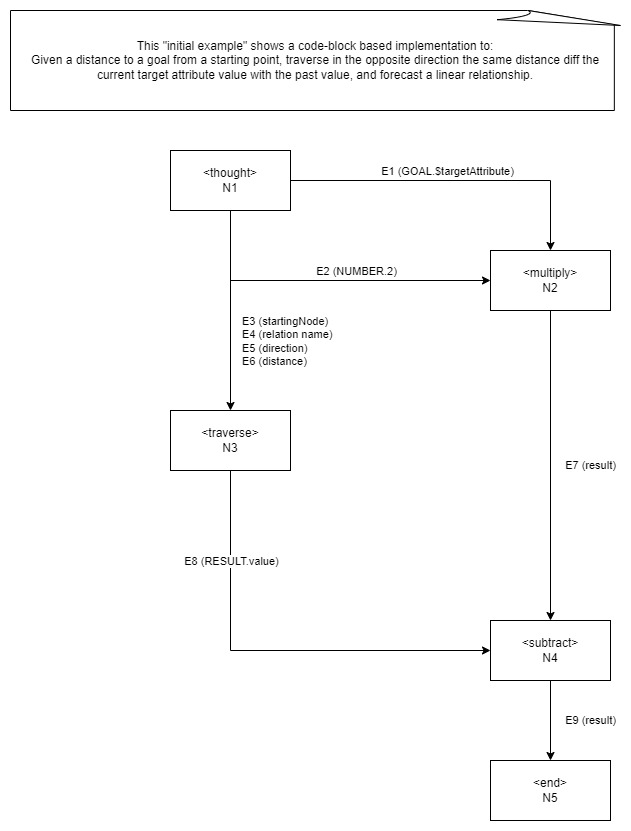 This "initial example" shows a code-block based implementation to:
Given a distance to a goal from a starting point, traverse in the opposite direction the same distance diff the
current target attribute value with the past value, and forecast a linear relationship.
<thought>
N1
E1 (GOAL.$targetAttribute)
<multiply>
N2
E2 (NUMBER.2)
E3 (startingNode)
E4 (relation name)
E5 (direction)
E6 (distance)
<traverse>
N3
E7 (result)
E8 (RESULT.value)
<subtract>
N4
E9 (result)
<end>
N5